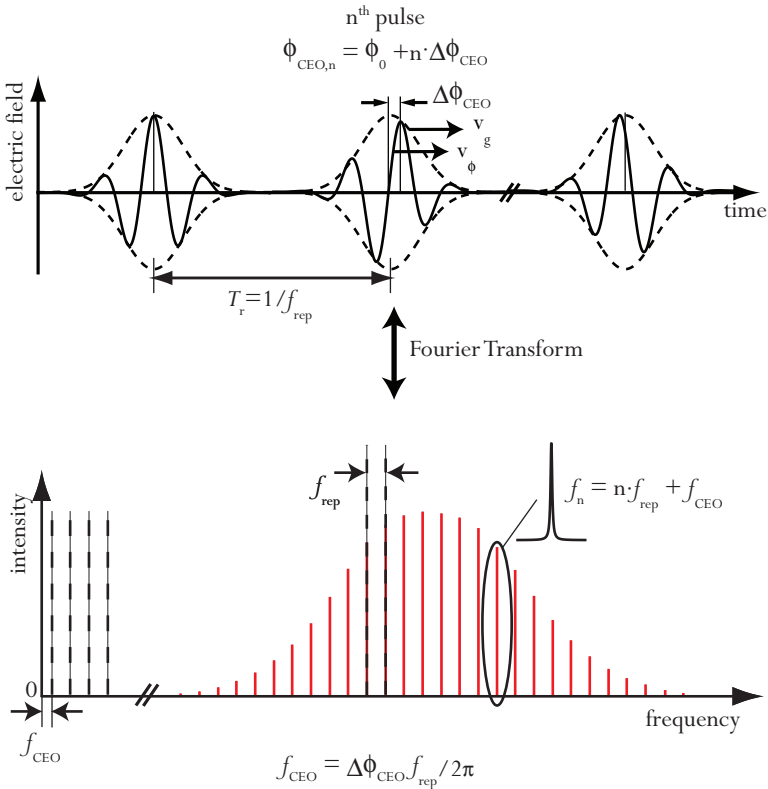 nth pulse
ϕCEO,n = ϕ0 + n·ΔϕCEO
electric field
ΔϕCEO
vg
vϕ
time
Tr=1/frep
Fourier Transform
intensity
frep
fn = n·frep + fCEO
0
frequency
fCEO
fCEO = ΔϕCEO frep/2π